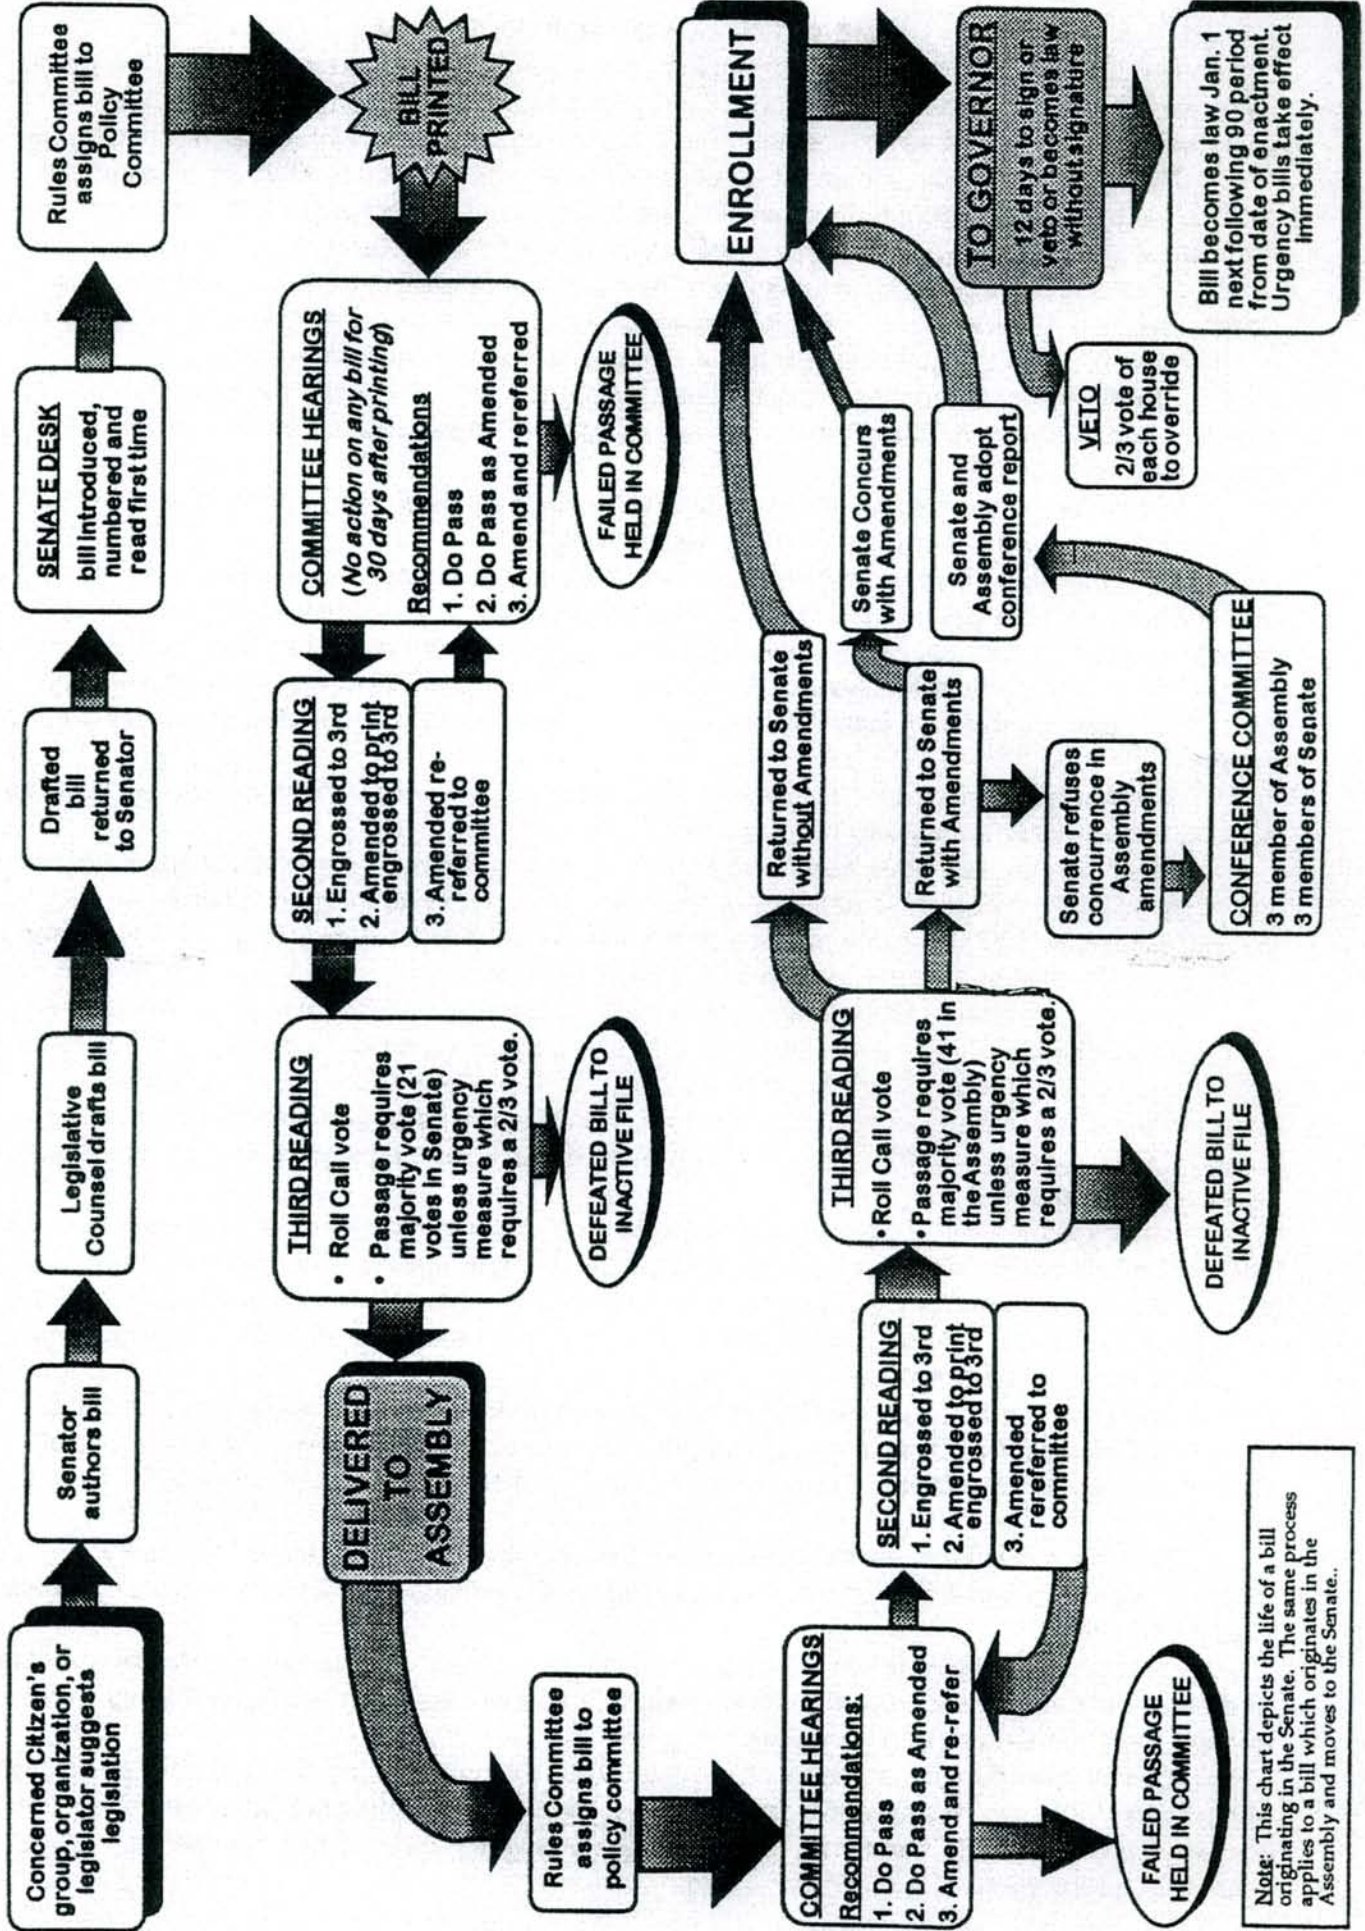 Concerned Citizen's
group, organization, or
legislator suggests
legislation
Senator
authors bill
Legislative
Counsel drafts bill
Drafted
bill
returned
to Senator
SENATE DESK
bill introduced,
numbered and
read first time
Rules Committee
assigns bill to
Policy
Committee
BILL
PRINTED
COMMITTEE HEARINGS
(No action on any bill for
30 days after printing)
Recommendations
1. Do Pass
2. Do Pass as Amended
3. Amend and rereferred
FAILED PASSAGE
HELD IN COMMITTEE
SECOND READING
1. Engrossed to 3rd
2. Amended to print
engrossed to 3rd
3. Amended re-
referred to
committee
THIRD READING
• Roll Call vote
• Passage requires
majority vote (21
votes in Senate)
unless urgency
measure which
requires a 2/3 vote.
DEFEATED BILL TO
INACTIVE FILE
DELIVERED
TO
ASSEMBLY
Rules Committee
assigns bill to
policy committee
COMMITTEE HEARINGS
Recommendations:
1. Do Pass
2. Do Pass as Amended
3. Amend and re-refer
FAILED PASSAGE
HELD IN COMMITTEE
SECOND READING
1. Engrossed to 3rd
2. Amended to print
engrossed to 3rd
3. Amended
rereferred to
committee
THIRD READING
• Roll Call vote
• Passage requires
majority vote (41 in
the Assembly)
unless urgency
measure which
requires a 2/3 vote.
DEFEATED BILL TO
INACTIVE FILE
Returned to Senate
without Amendments
Returned to Senate
with Amendments
Senate refuses
concurrence in
Assembly
amendments
CONFERENCE COMMITTEE
3 member of Assembly
3 members of Senate
Senate Concurs
with Amendments
Senate and
Assembly adopt
conference report
ENROLLMENT
TO GOVERNOR
12 days to sign or
veto or becomes law
without signature
VETO
2/3 vote of
each house
to override
Bill becomes law Jan. 1
next following 90 period
from date of enactment.
Urgency bills take effect
immediately.
Note: This chart depicts the life of a bill
originating in the Senate. The same process
applies to a bill which originates in the
Assembly and moves to the Senate..